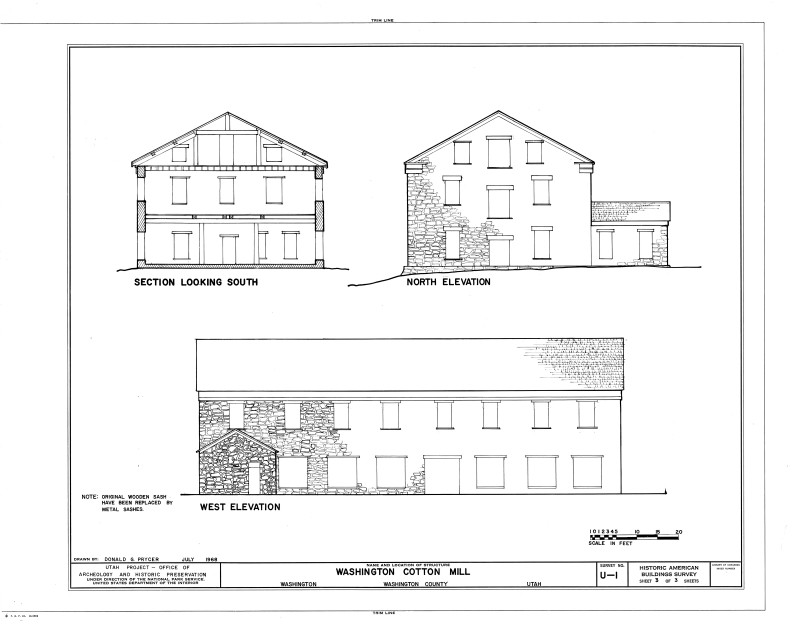 TRIM LINE
SECTION LOOKING SOUTH
NORTH ELEVATION
NOTE: ORIGINAL WOODEN SASH
HAVE BEEN REPLACED BY
METAL SASHES.
WEST ELEVATION
1 0 1 2 3 4 5 10 15 20
SCALE IN FEET
DRAWN BY: DONALD G. PRYCER JULY 1968
UTAH PROJECT — OFFICE OF
ARCHEOLOGY AND HISTORIC PRESERVATION
UNDER DIRECTION OF THE NATIONAL PARK SERVICE,
UNITED STATES DEPARTMENT OF THE INTERIOR
NAME AND LOCATION OF STRUCTURE
WASHINGTON COTTON MILL
WASHINGTON WASHINGTON COUNTY UTAH
SURVEY NO.
U-1
HISTORIC AMERICAN
BUILDINGS SURVEY
SHEET 3 OF 3 SHEETS
TRIM LINE